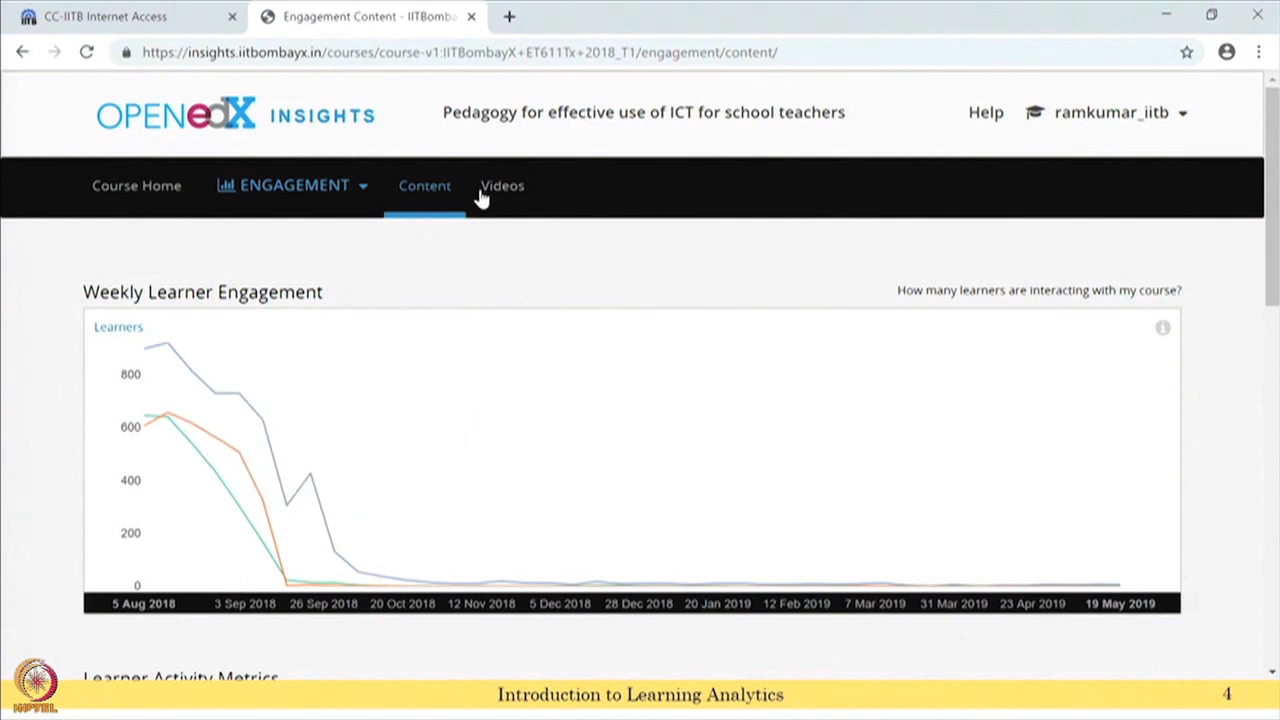 CC-IITB Internet Access
Engagement Content - IITBomba
https://insights.iitbombayx.in/courses/course-v1:IITBombayX+ET611Tx+2018_T1/engagement/content/
OPENedX INSIGHTS
Pedagogy for effective use of ICT for school teachers
Help
ramkumar_iitb
Course Home
ENGAGEMENT
Content
Videos
Weekly Learner Engagement
How many learners are interacting with my course?
Learners
800
600
400
200
0
5 Aug 2018 3 Sep 2018 26 Sep 2018 20 Oct 2018 12 Nov 2018 5 Dec 2018 28 Dec 2018 20 Jan 2019 12 Feb 2019 7 Mar 2019 31 Mar 2019 23 Apr 2019 19 May 2019
Learner Activity Metrics
Introduction to Learning Analytics
4
NPTEL